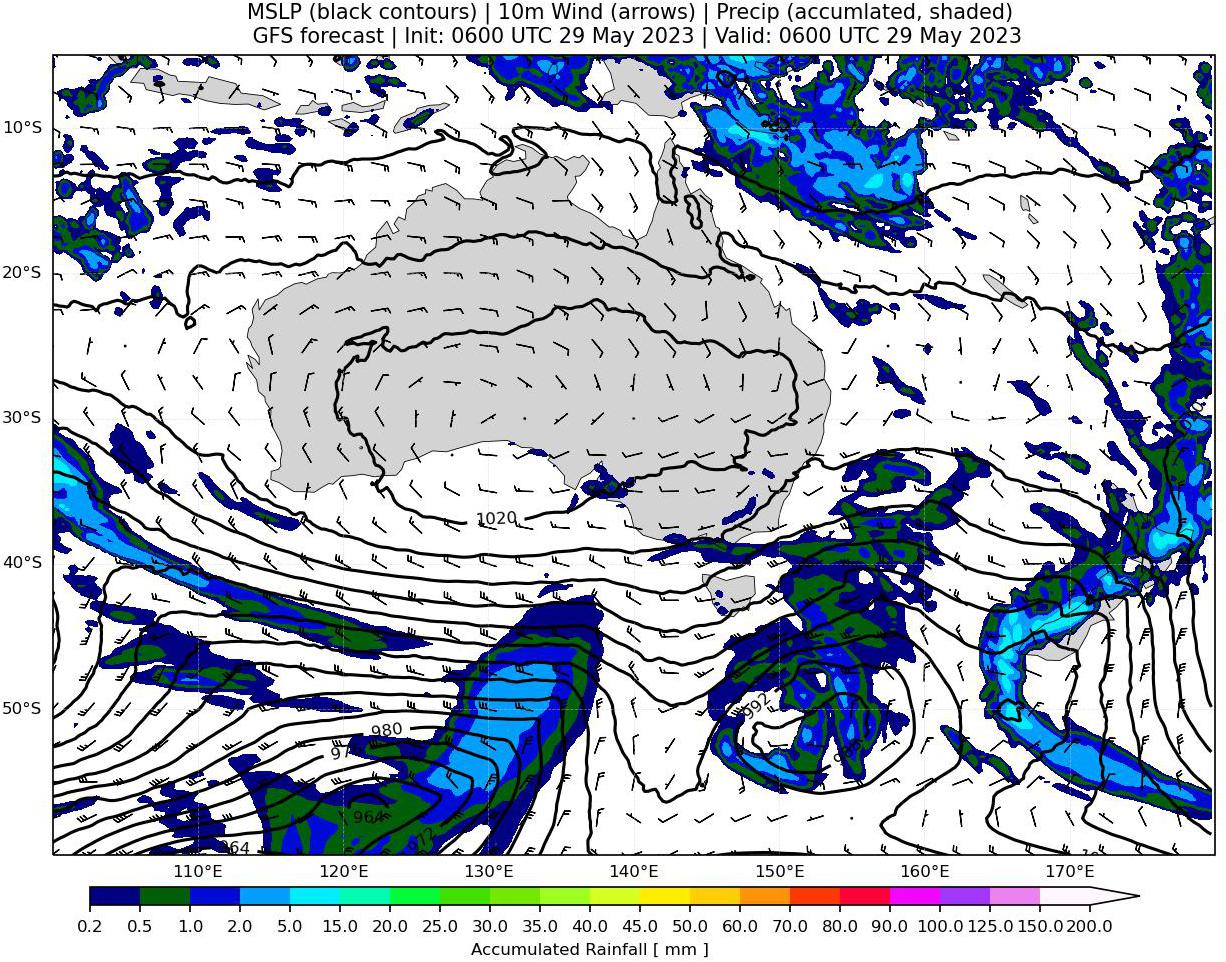 MSLP (black contours) | 10m Wind (arrows) | Precip (accumlated, shaded)
GFS forecast | Init: 0600 UTC 29 May 2023 | Valid: 0600 UTC 29 May 2023
10°S
20°S
30°S
1020
40°S
50°S
992
980
964
972
110°E 120°E 130°E 140°E 150°E 160°E 170°E
0.2 0.5 1.0 2.0 5.0 10.0 15.0 20.0 25.0 30.0 35.0 40.0 45.0 50.0 60.0 70.0 80.0 90.0 100.0 125.0 150.0 200.0
Accumulated Rainfall [ mm ]